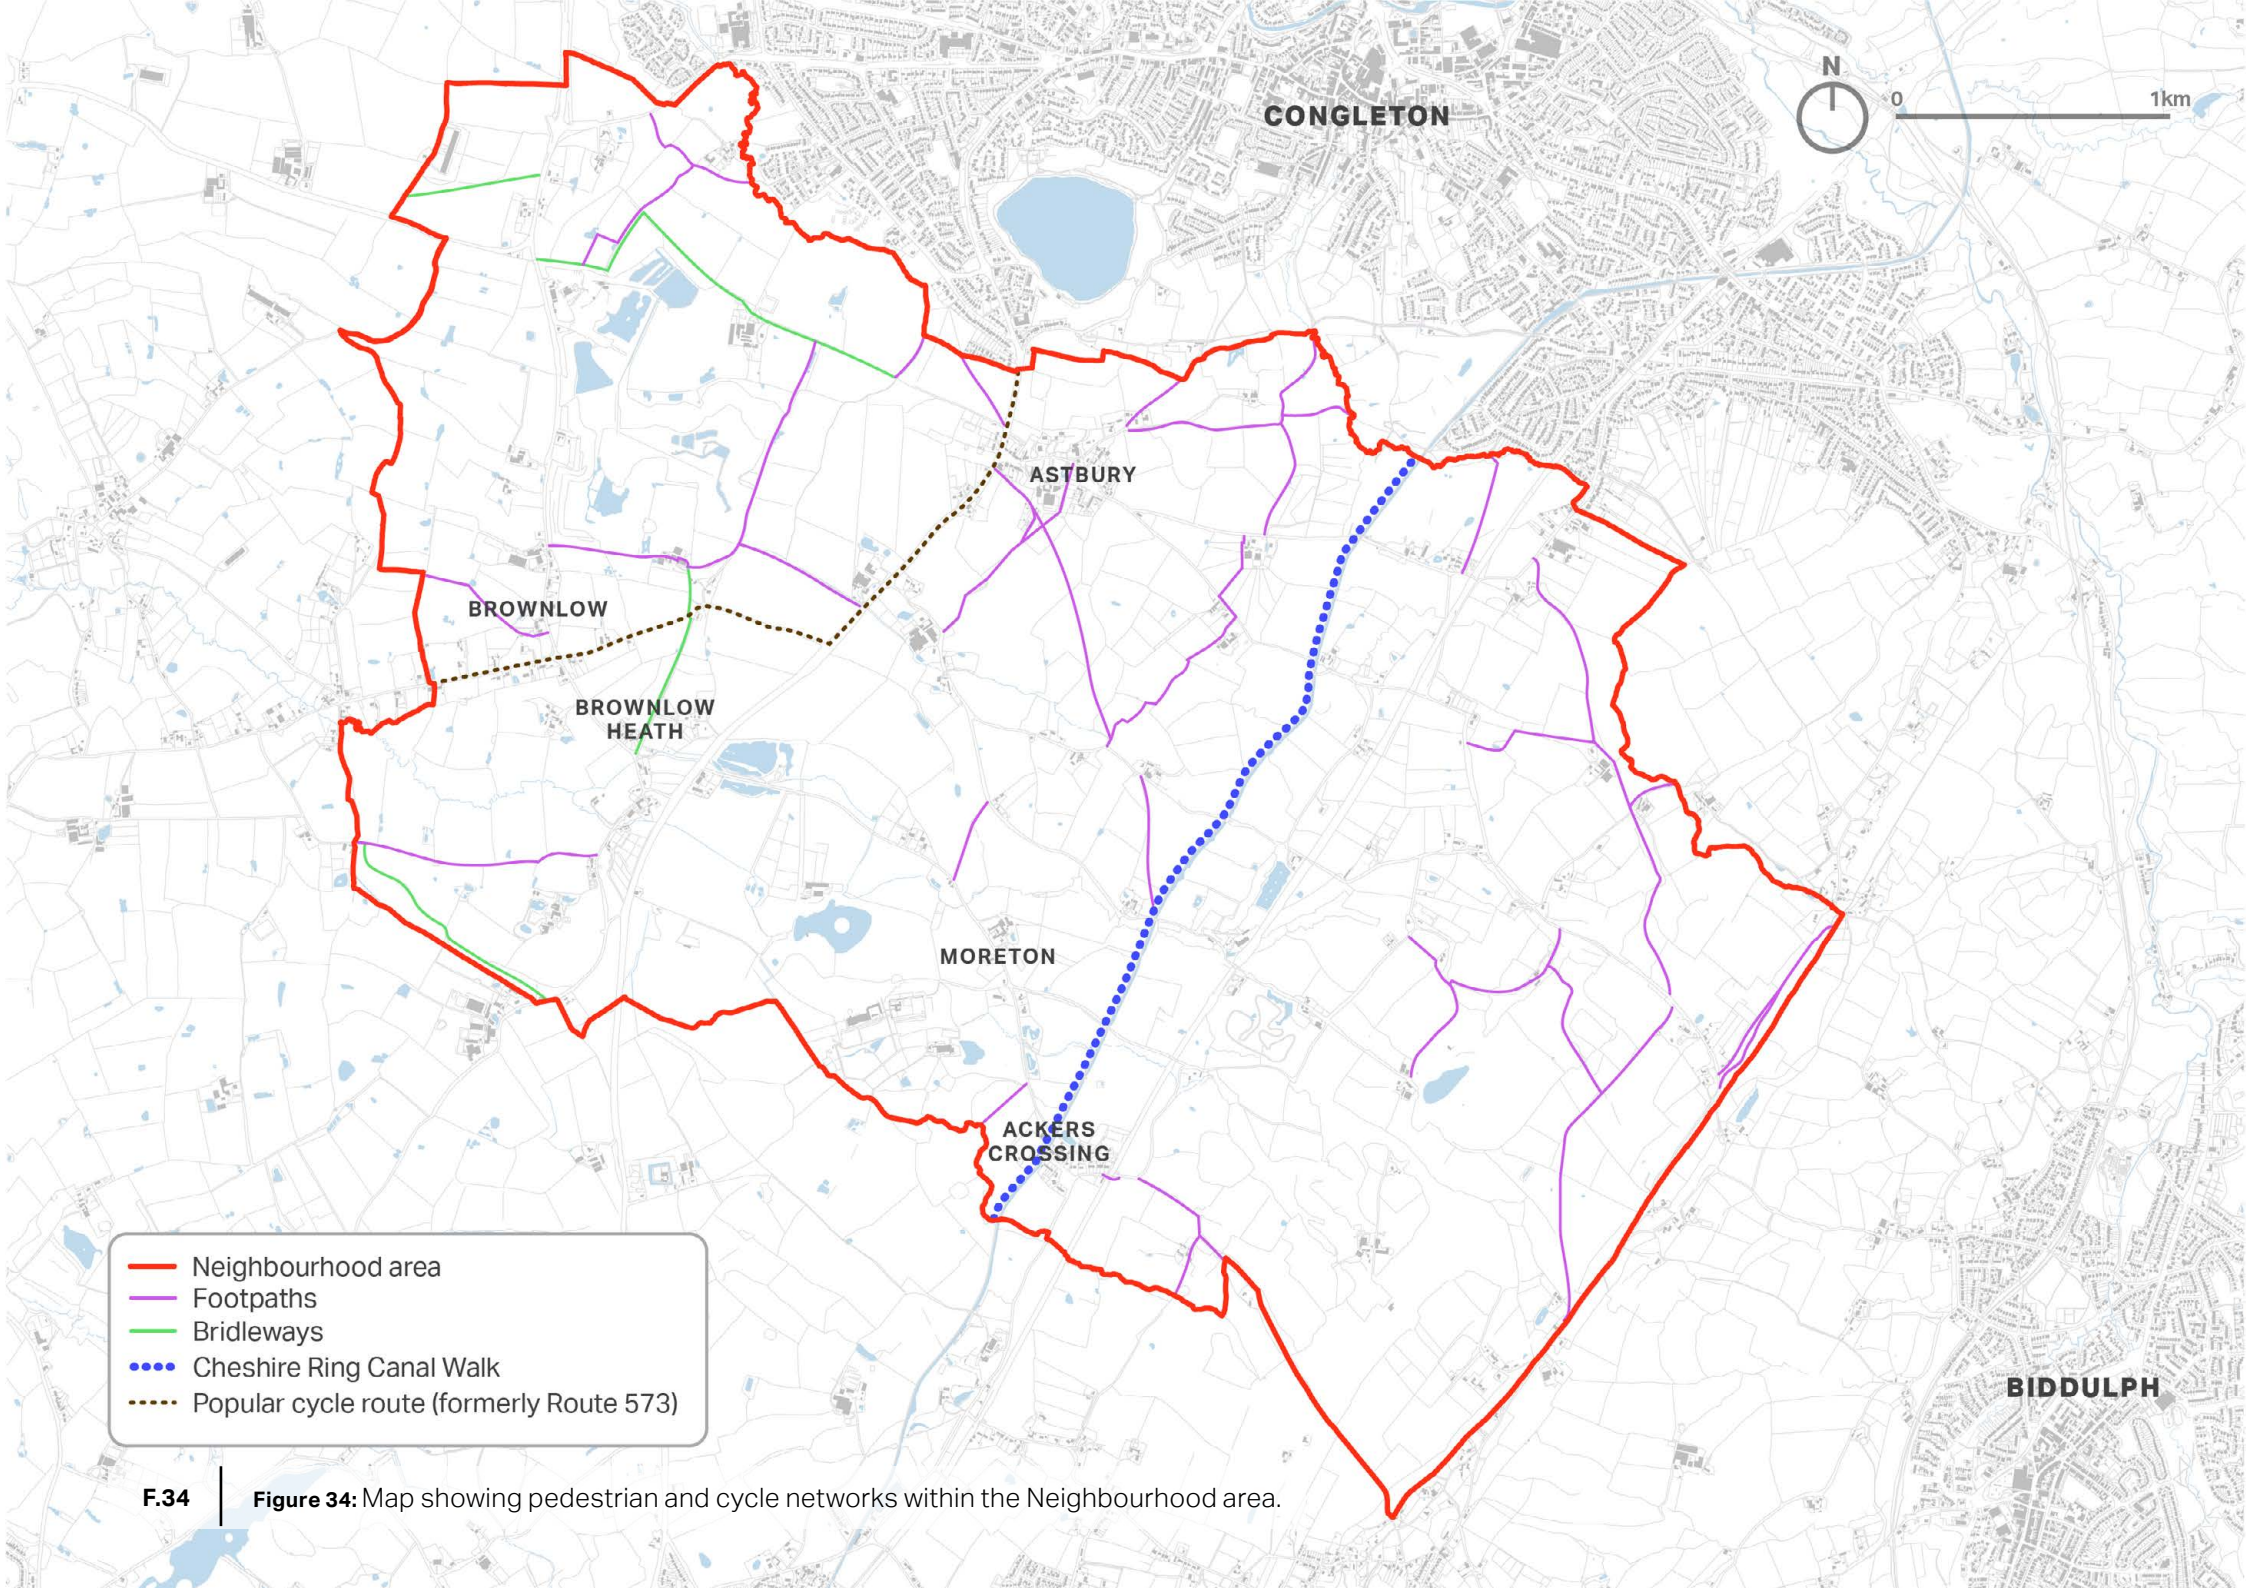 CONGLETON
N
0
1km
ASTBURY
BROWNLOW
BROWNLOW
HEATH
MORETON
ACKERS
CROSSING
BIDDULPH
Neighbourhood area
Footpaths
Bridleways
Cheshire Ring Canal Walk
Popular cycle route (formerly Route 573)
F.34
Figure 34: Map showing pedestrian and cycle networks within the Neighbourhood area.